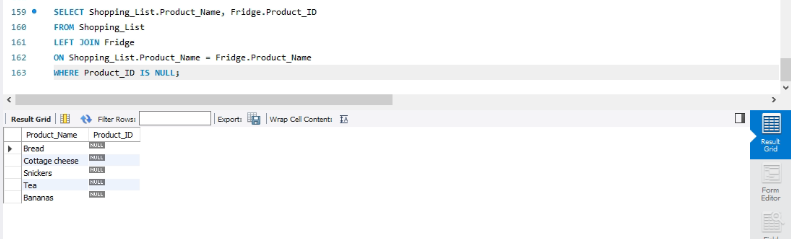 159 SELECT Shopping_List.Product_Name, Fridge.Product_ID
160 FROM Shopping_List
161 LEFT JOIN Fridge
162 ON Shopping_List.Product_Name = Fridge.Product_Name
163 WHERE Product_ID IS NULL;
Result Grid Filter Rows: Export: Wrap Cell Content: IA
Product_Name Product_ID
Bread NULL
Cottage cheese NULL
Snickers NULL
Tea NULL
Bananas NULL
Result
Grid
Form
Editor